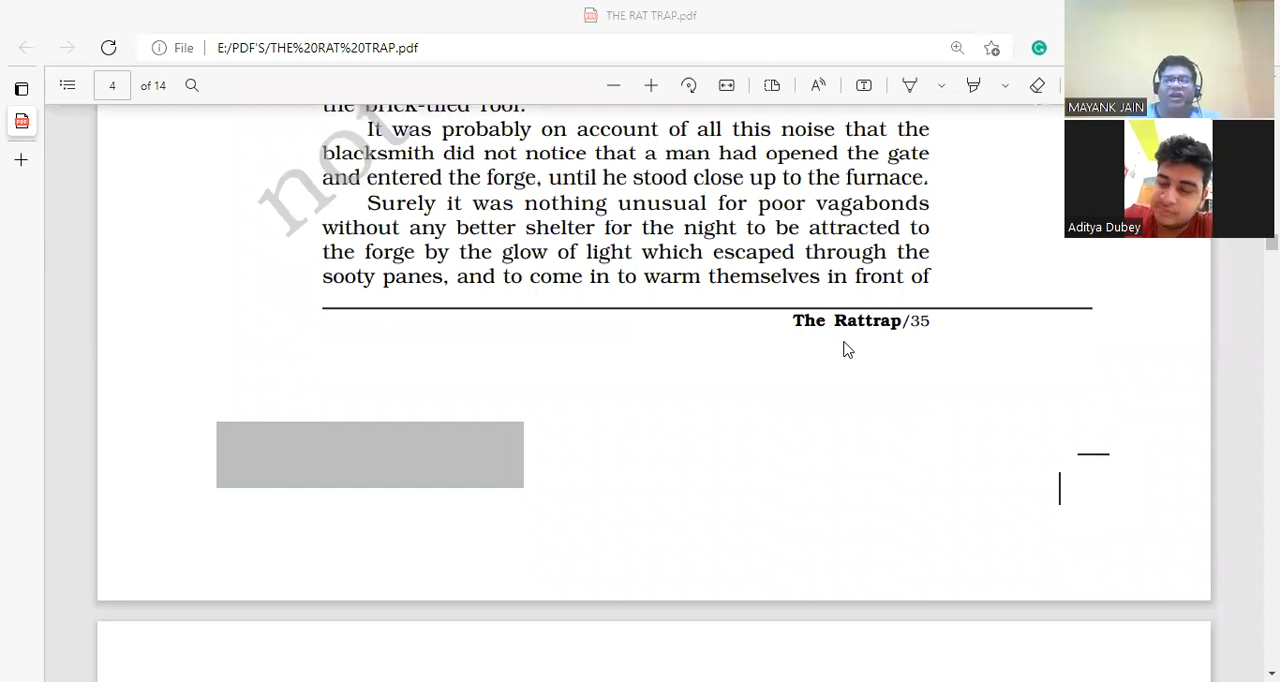 THE RAT TRAP.pdf
File
E:/PDF'S/THE%20RAT%20TRAP.pdf
4 of 14
the brick-tiled roof.
It was probably on account of all this noise that the
blacksmith did not notice that a man had opened the gate
and entered the forge, until he stood close up to the furnace.
Surely it was nothing unusual for poor vagabonds
without any better shelter for the night to be attracted to
the forge by the glow of light which escaped through the
sooty panes, and to come in to warm themselves in front of
The Rattrap/35
not
MAYANK JAIN
Aditya Dubey